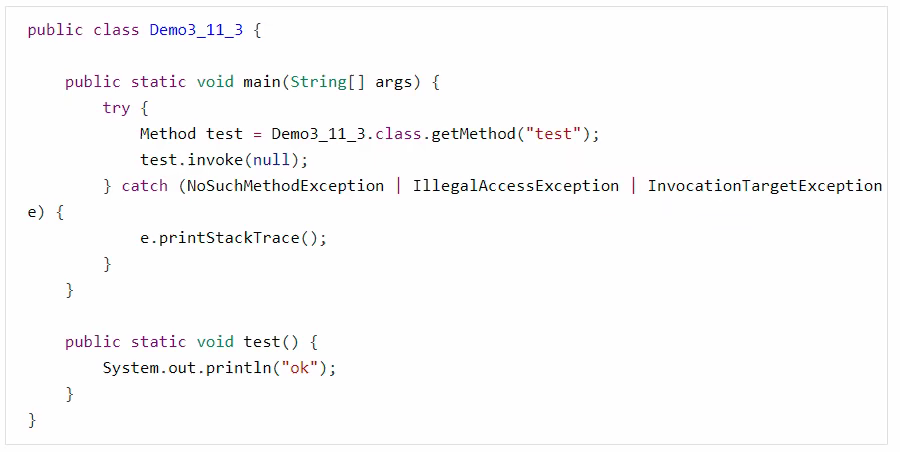 public class Demo3_11_3 {
    public static void main(String[] args) {
        try {
            Method test = Demo3_11_3.class.getMethod("test");
            test.invoke(null);
        } catch (NoSuchMethodException | IllegalAccessException | InvocationTargetException
e) {
            e.printStackTrace();
        }
    }
    public static void test() {
        System.out.println("ok");
    }
}